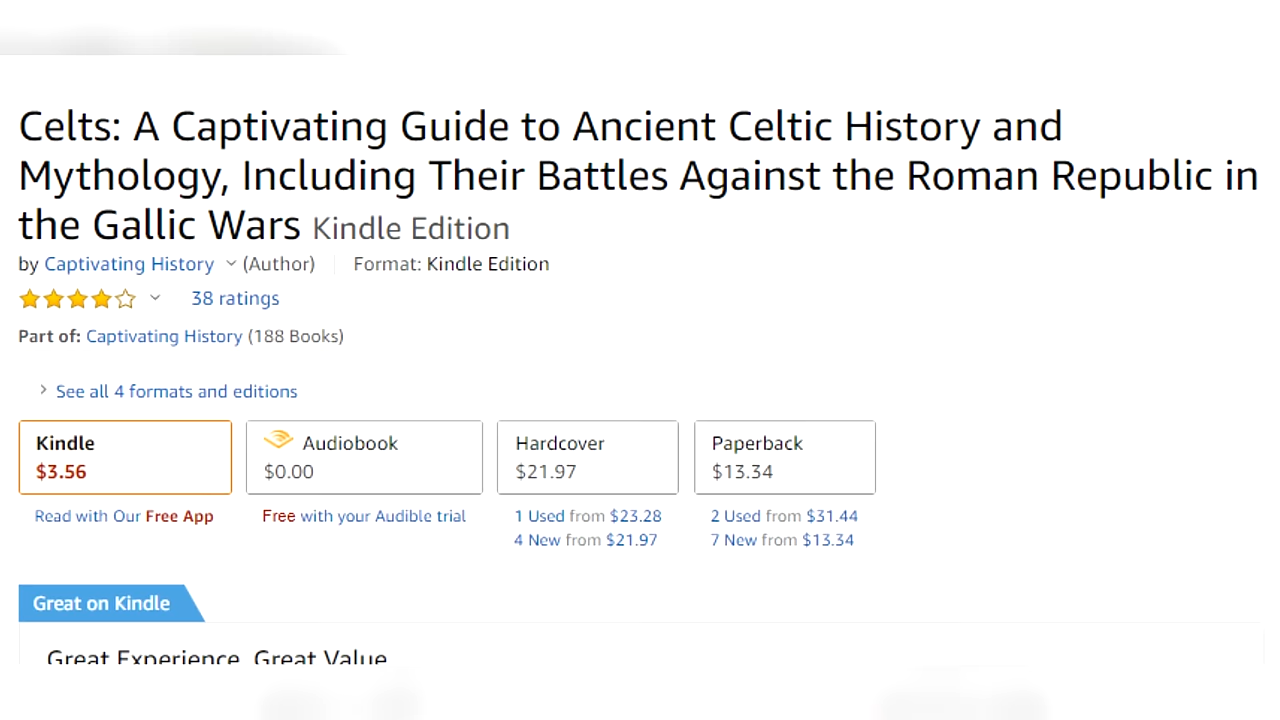 Celts: A Captivating Guide to Ancient Celtic History and
Mythology, Including Their Battles Against the Roman Republic in
the Gallic Wars Kindle Edition
by Captivating History (Author) Format: Kindle Edition
38 ratings
Part of: Captivating History (188 Books)
See all 4 formats and editions
Kindle Audiobook Hardcover Paperback
$3.56 $0.00 $21.97 $13.34
Read with Our Free App Free with your Audible trial 1 Used from $23.28 2 Used from $31.44
4 New from $21.97 7 New from $13.34
Great on Kindle
Great Experience. Great Value.